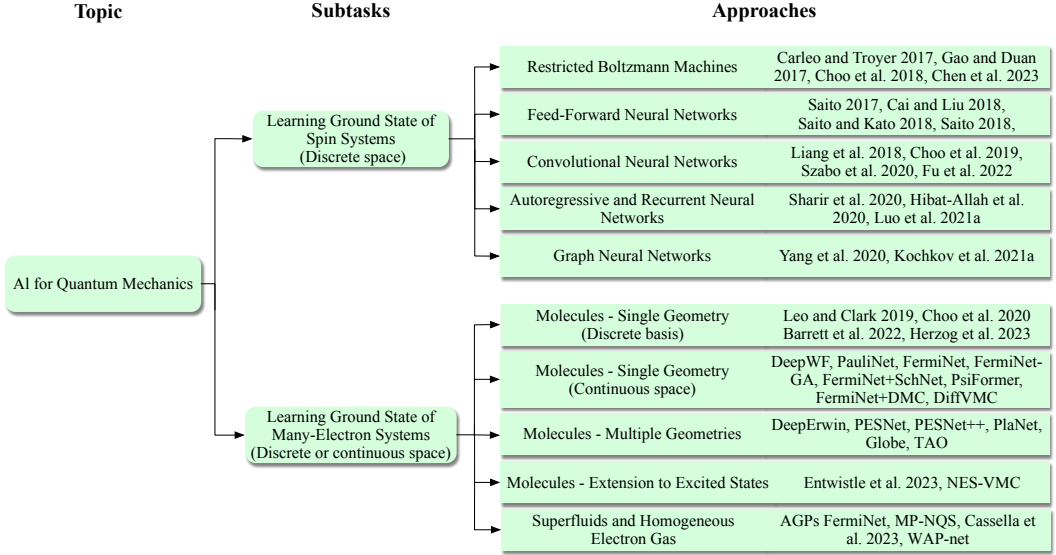 Topic
Subtasks
Approaches
AI for Quantum Mechanics
Learning Ground State of
Spin Systems
(Discrete space)
Restricted Boltzmann Machines
Carleo and Troyer 2017, Gao and Duan
2017, Choo et al. 2018, Chen et al. 2023
Feed-Forward Neural Networks
Saito 2017, Cai and Liu 2018,
Saito and Kato 2018, Saito 2018,
Convolutional Neural Networks
Liang et al. 2018, Choo et al. 2019,
Szabo et al. 2020, Fu et al. 2022
Autoregressive and Recurrent Neural
Networks
Sharir et al. 2020, Hibat-Allah et al.
2020, Luo et al. 2021a
Graph Neural Networks
Yang et al. 2020, Kochkov et al. 2021a
Learning Ground State of
Many-Electron Systems
(Discrete or continuous space)
Molecules - Single Geometry
(Discrete basis)
Leo and Clark 2019, Choo et al. 2020
Barrett et al. 2022, Herzog et al. 2023
Molecules - Single Geometry
(Continuous space)
DeepWF, PauliNet, FermiNet, FermiNet-
GA, FermiNet+SchNet, PsiFormer,
FermiNet+DMC, DiffVMC
Molecules - Multiple Geometries
DeepErwin, PESNet, PESNet++, PlaNet,
Globe, TAO
Molecules - Extension to Excited States
Entwistle et al. 2023, NES-VMC
Superfluids and Homogeneous
Electron Gas
AGPs FermiNet, MP-NQS, Cassella et
al. 2023, WAP-net